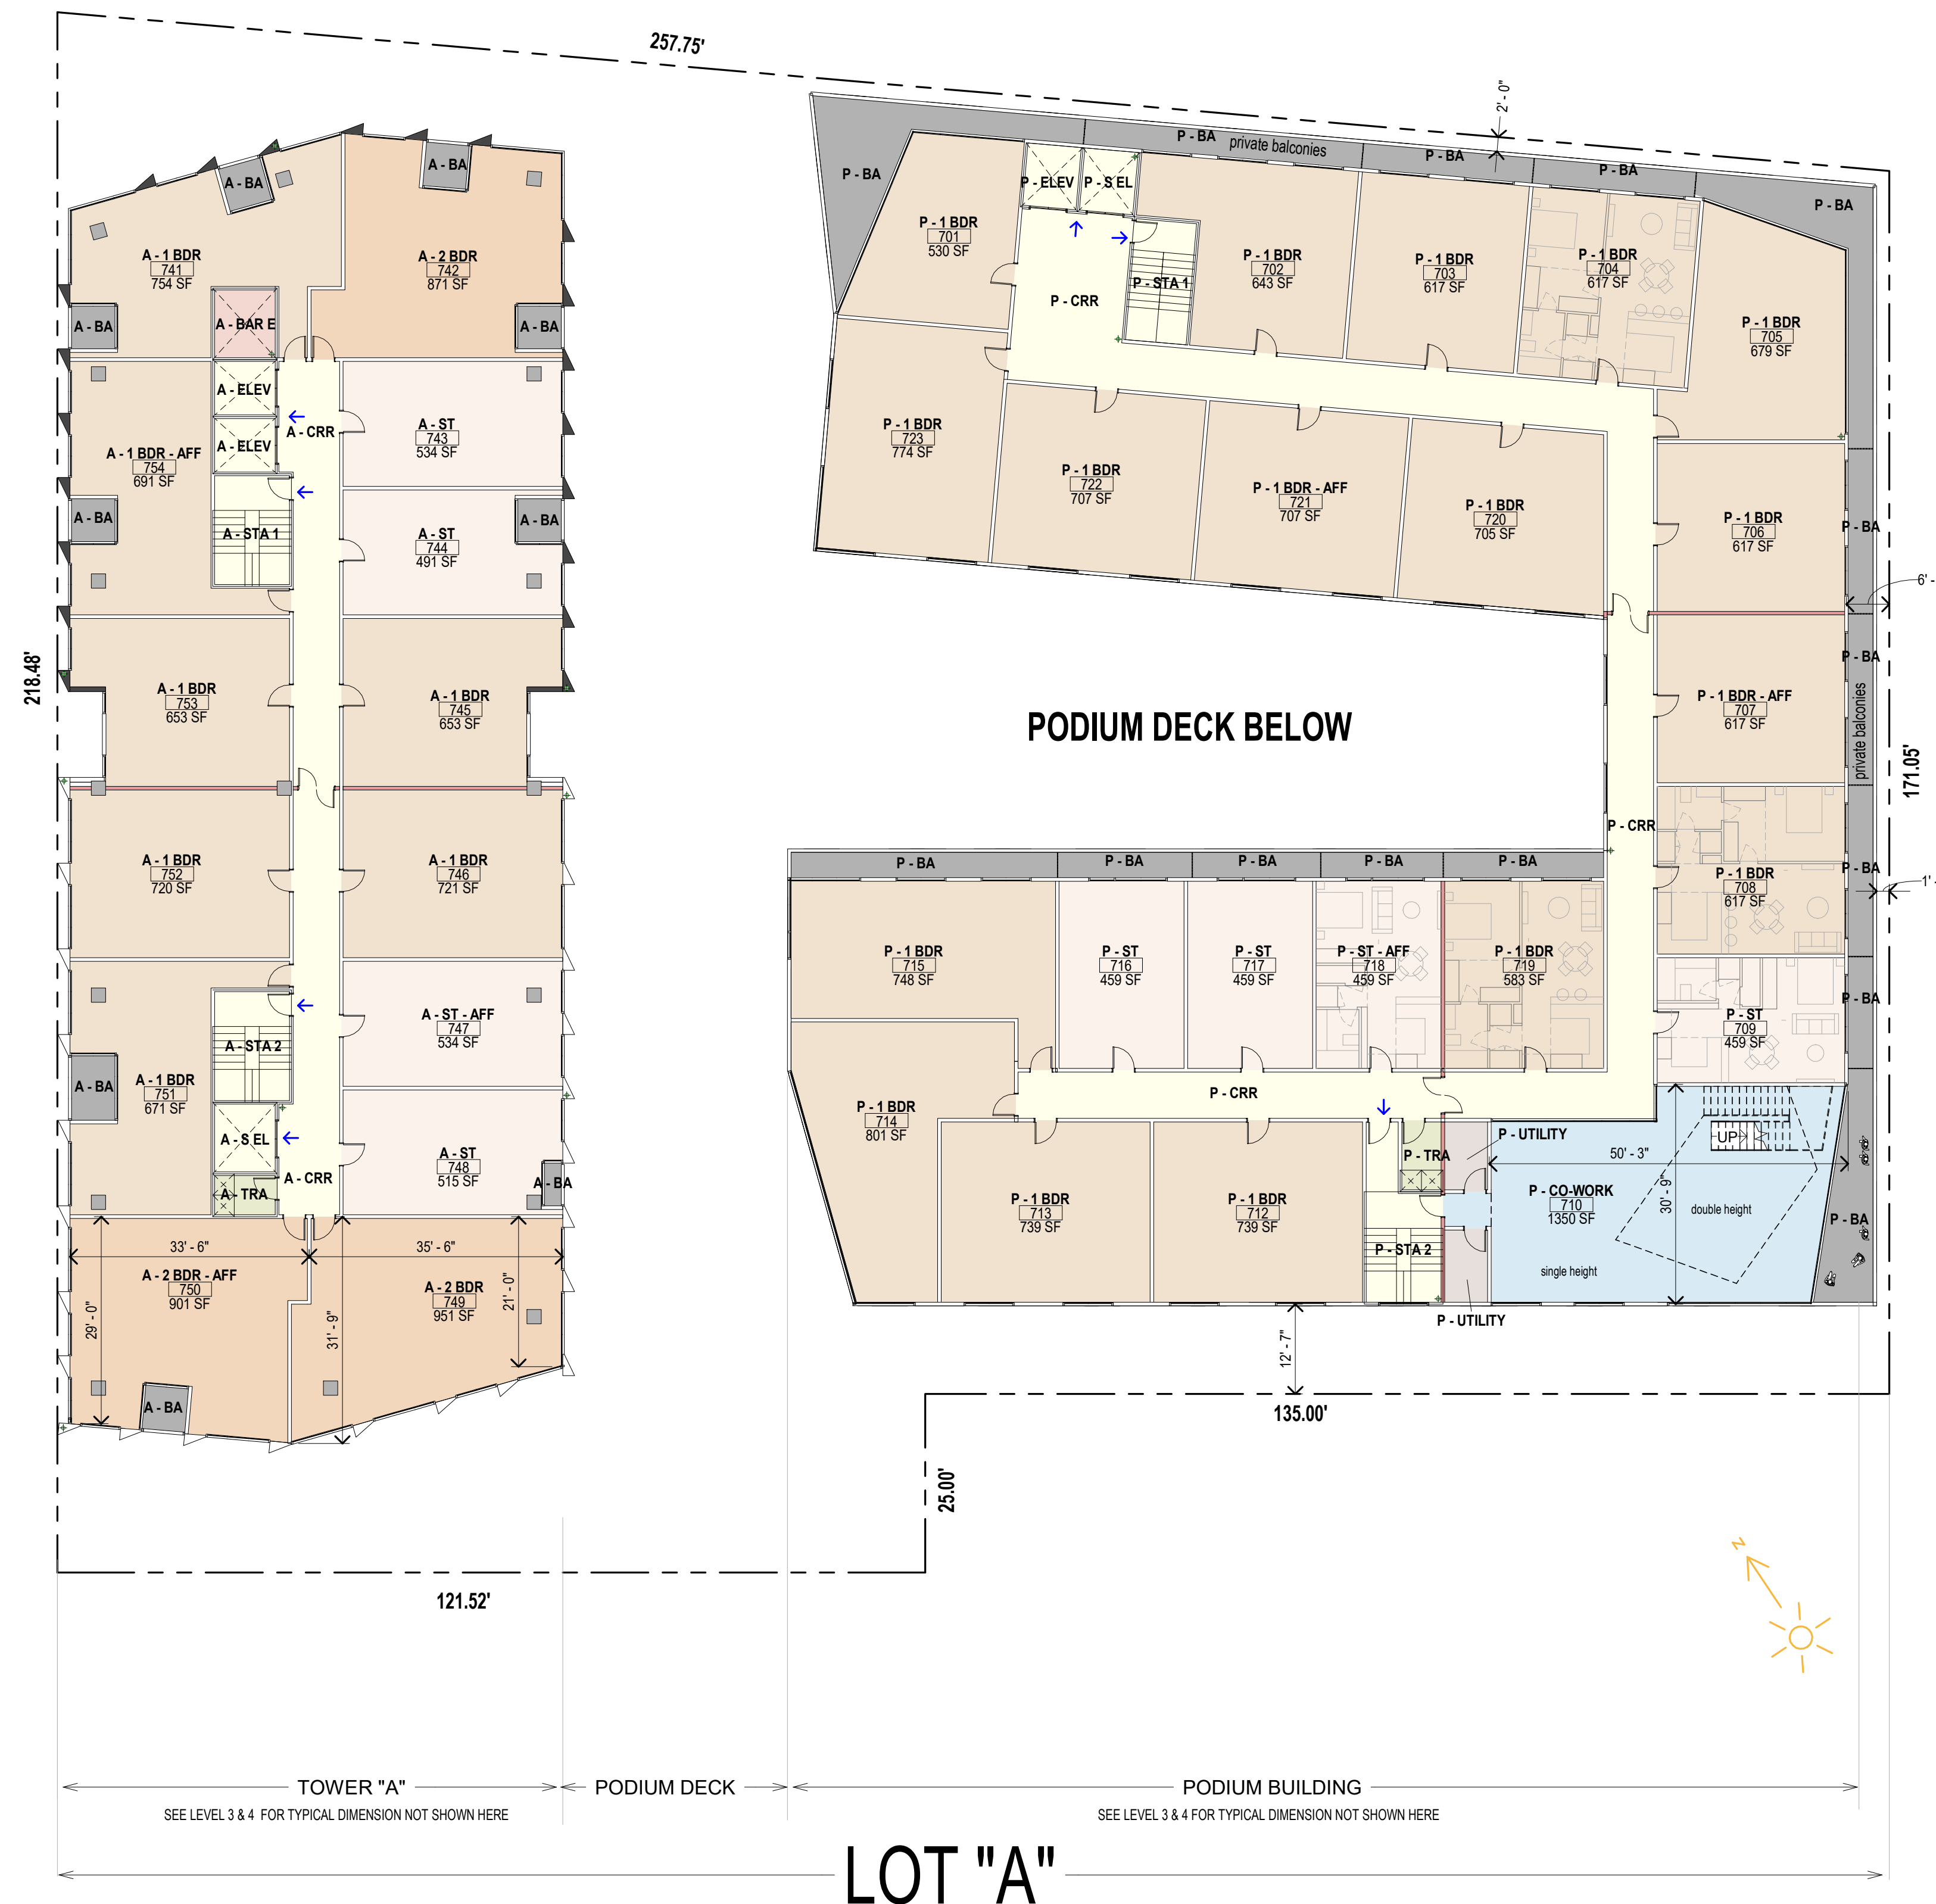 257.75'
218.48'
171.05'
135.00'
25.00'
121.52'
2' - 0"
6' -
1' -
A - BA
A - BA
A - 1 BDR
741
754 SF
A - 2 BDR
742
871 SF
A - BA
A - BAR E
A - BA
A - ELEV
A - ELEV
A - CRR
A - ST
743
534 SF
A - 1 BDR - AFF
754
691 SF
A - BA
A - STA 1
A - ST
744
491 SF
A - BA
A - 1 BDR
753
653 SF
A - 1 BDR
745
653 SF
A - 1 BDR
752
720 SF
A - 1 BDR
746
721 SF
A - ST - AFF
747
534 SF
A - STA 2
A - BA
A - 1 BDR
751
671 SF
A - S EL
A - TRA
A - CRR
A - ST
748
515 SF
A - BA
33' - 6"
35' - 6"
A - 2 BDR - AFF
750
901 SF
A - 2 BDR
749
951 SF
29' - 0"
31' - 9"
21' - 0"
A - BA
P - BA
P - BA
private balconies
P - BA
P - BA
P - BA
P - ELEV
P - S EL
P - 1 BDR
701
530 SF
P - CRR
P - STA 1
P - 1 BDR
702
643 SF
P - 1 BDR
703
617 SF
P - 1 BDR
704
617 SF
P - 1 BDR
705
679 SF
P - 1 BDR
723
774 SF
P - 1 BDR
722
707 SF
P - 1 BDR - AFF
721
707 SF
P - 1 BDR
720
705 SF
P - 1 BDR
706
617 SF
P - BA
P - BA
P - 1 BDR - AFF
707
617 SF
private balconies
PODIUM DECK BELOW
P - CRR
P - 1 BDR
708
617 SF
P - BA
P - BA
P - BA
P - BA
P - BA
P - BA
P - 1 BDR
715
748 SF
P - ST
716
459 SF
P - ST
717
459 SF
P - ST - AFF
718
459 SF
P - 1 BDR
719
583 SF
P - ST
709
459 SF
P - BA
P - CRR
P - 1 BDR
714
801 SF
P - 1 BDR
713
739 SF
P - 1 BDR
712
739 SF
P - TRA
P - UTILITY
P - STA 2
P - UTILITY
UP
50' - 3"
30' - 9"
P - CO-WORK
710
1350 SF
double height
single height
P - BA
12' - 7"
N
TOWER "A"
PODIUM DECK
PODIUM BUILDING
SEE LEVEL 3 & 4 FOR TYPICAL DIMENSION NOT SHOWN HERE
SEE LEVEL 3 & 4 FOR TYPICAL DIMENSION NOT SHOWN HERE
LOT "A"